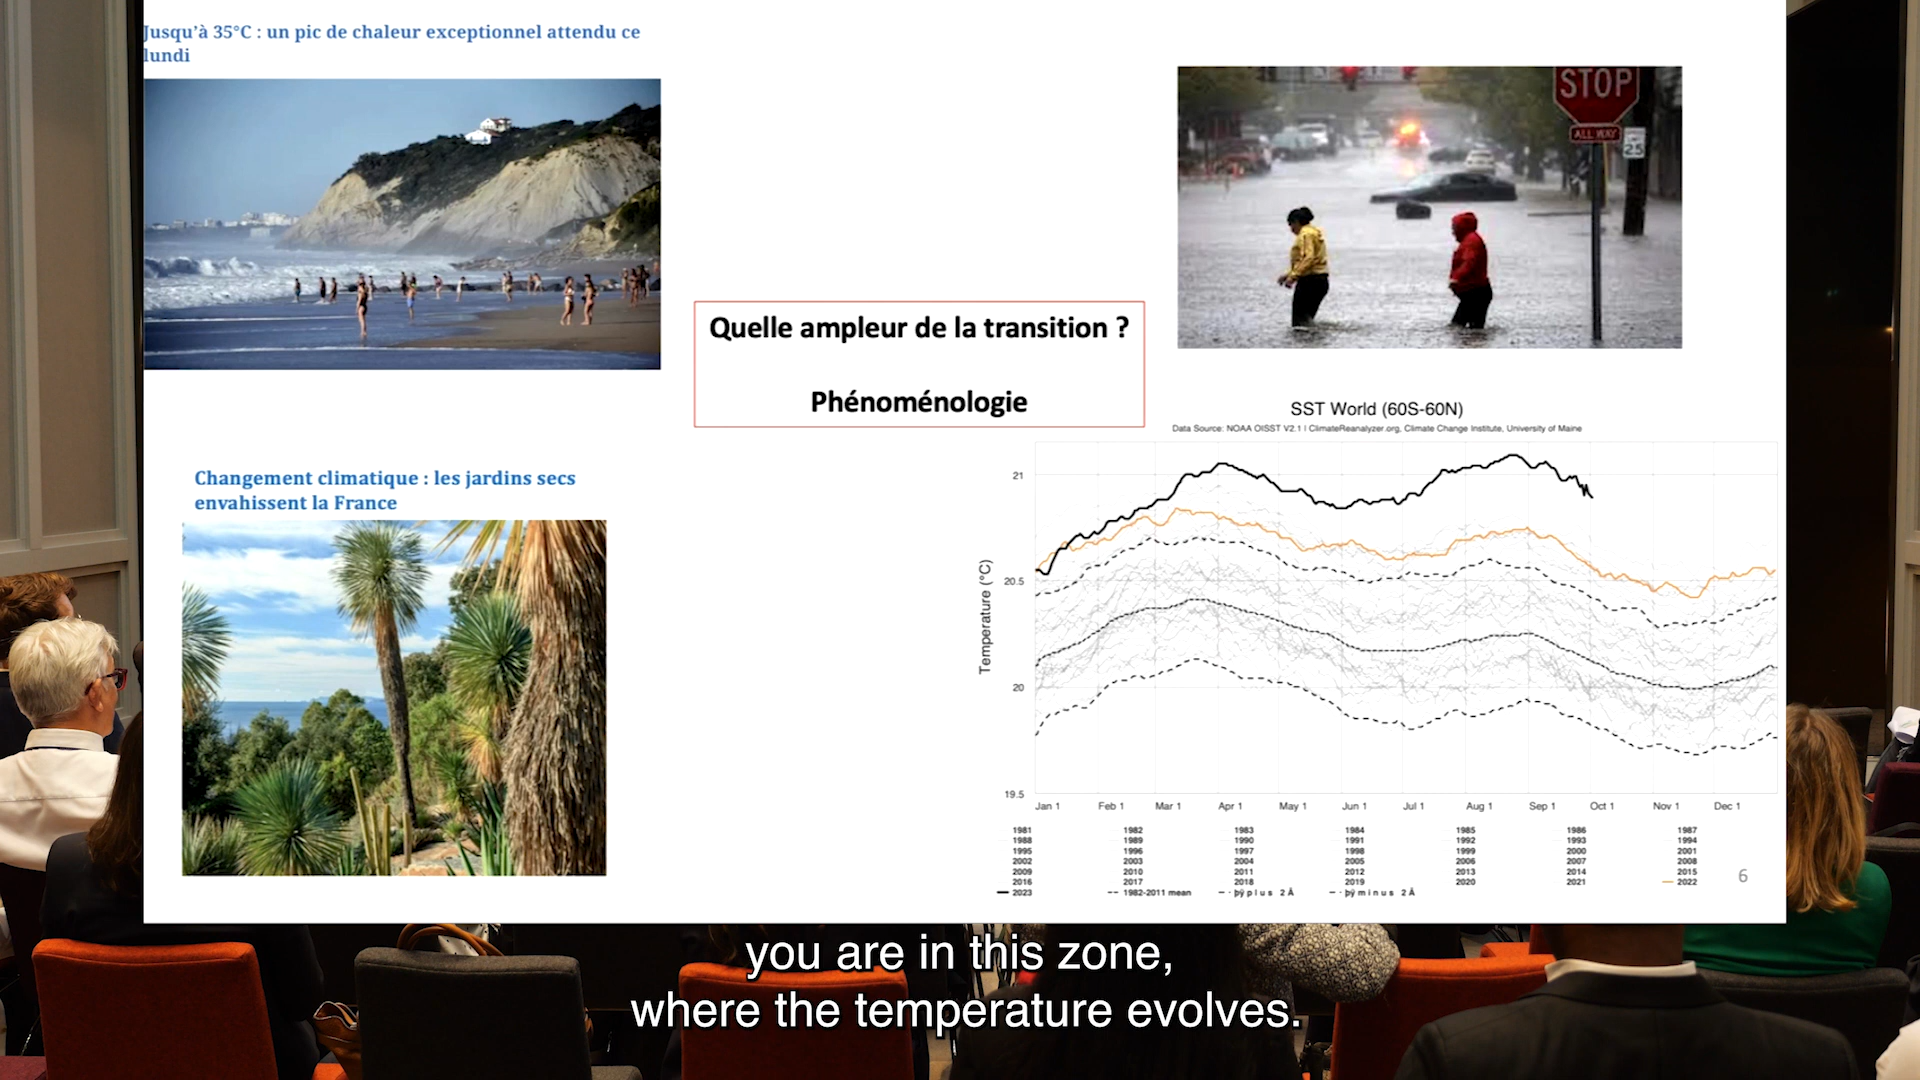 Jusqu'à 35°C : un pic de chaleur exceptionnel attendu ce
lundi
STOP
ALL WAY
25
Quelle ampleur de la transition ?
Phénoménologie
Changement climatique : les jardins secs
envahissent la France
SST World (60S-60N)
Data Source: NOAA OISST V2.1 | ClimateReanalyzer.org, Climate Change Institute, University of Maine
Temperature (°C)
21
20.5
20
19.5
Jan 1 Feb 1 Mar 1 Apr 1 May 1 Jun 1 Jul 1 Aug 1 Sep 1 Oct 1 Nov 1 Dec 1
1981 1982 1983 1984 1985 1986 1987
1988 1989 1990 1991 1992 1993 1994
1995 1996 1997 1998 1999 2000 2001
2002 2003 2004 2005 2006 2007 2008
2009 2010 2011 2012 2013 2014 2015
2016 2017 2018 2019 2020 2021 2022
2023 1982-2011 mean þÿ p l u s 2 Â þÿ m i n u s 2 Â
6
you are in this zone,
where the temperature evolves.